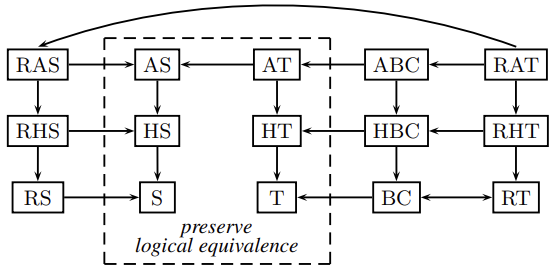 RAS AS AT ABC RAT
RHS HS HT HBC RHT
RS S T BC RT
preserve
logical equivalence